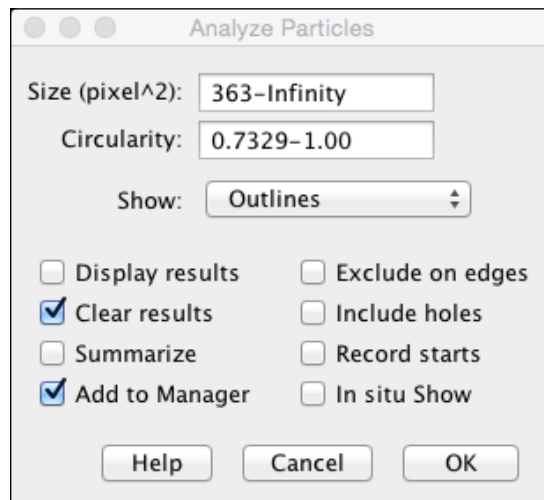 Analyze Particles
Size (pixel^2): 363-Infinity
Circularity: 0.7329-1.00
Show: Outlines
Display results Exclude on edges
Clear results Include holes
Summarize Record starts
Add to Manager In situ Show
Help Cancel OK